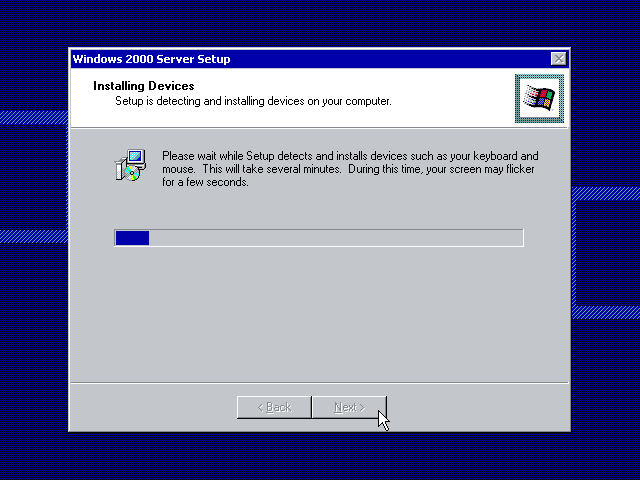 Windows 2000 Server Setup
Installing Devices
Setup is detecting and installing devices on your computer.
Please wait while Setup detects and installs devices such as your keyboard and
mouse.  This will take several minutes.  During this time, your screen may flicker
for a few seconds.
< Back
Next >